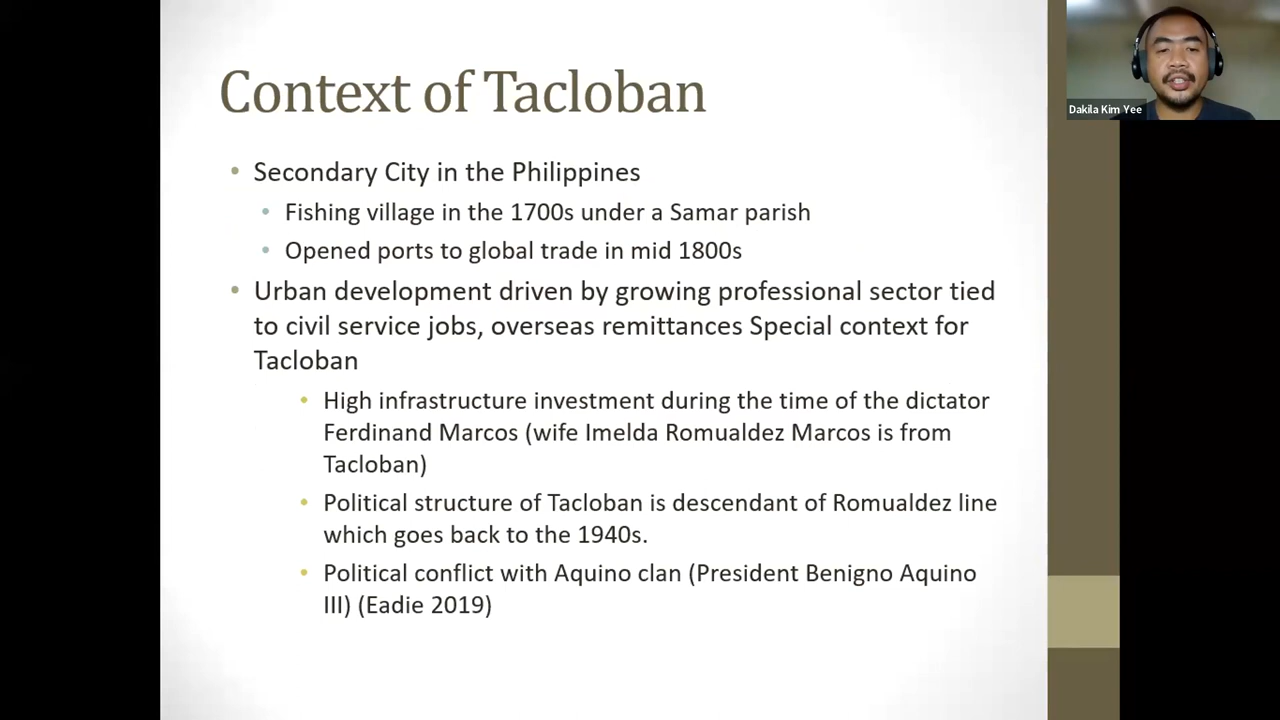 Context of Tacloban
• Secondary City in the Philippines
• Fishing village in the 1700s under a Samar parish
• Opened ports to global trade in mid 1800s
• Urban development driven by growing professional sector tied
to civil service jobs, overseas remittances Special context for
Tacloban
• High infrastructure investment during the time of the dictator
Ferdinand Marcos (wife Imelda Romualdez Marcos is from
Tacloban)
• Political structure of Tacloban is descendant of Romualdez line
which goes back to the 1940s.
• Political conflict with Aquino clan (President Benigno Aquino
III) (Eadie 2019)
Dakila Kim Yee